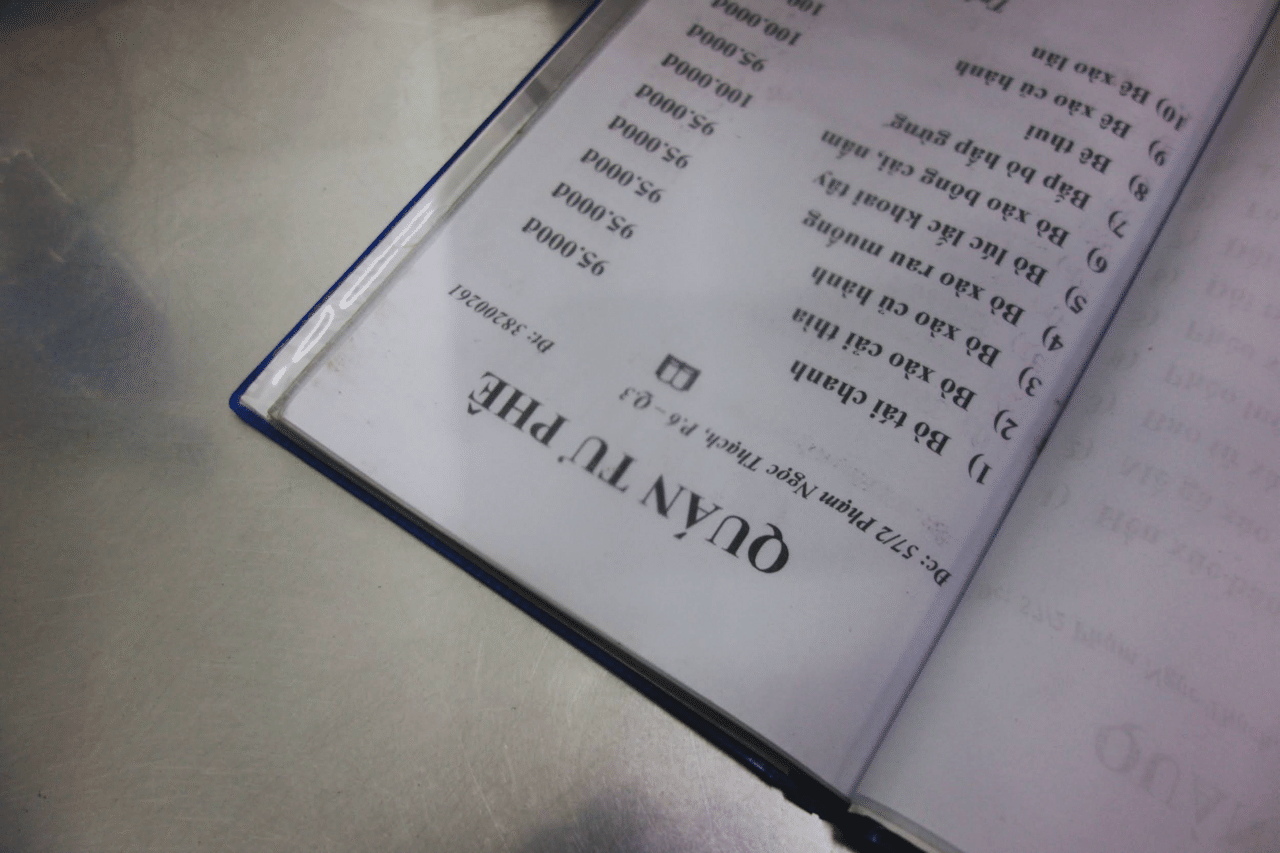 QUÁN TƯ PHÊ
Đc: 57/2 Phạm Ngọc Thạch, P.6 – Q.3 Đt: 38200261
1) Bò tái chanh 95.000đ
2) Bò xào cải thìa 95.000đ
3) Bò xào củ hành 95.000đ
4) Bò xào rau muống 95.000đ
5) Bò lúc lắc khoai tây 95.000đ
6) Bò xào bông cải, nấm 100.000đ
7) Bắp bò hấp gừng 95.000đ
8) Bê thui 100.000đ
9) Bê xào củ hành 100
10) Bê xào lăn